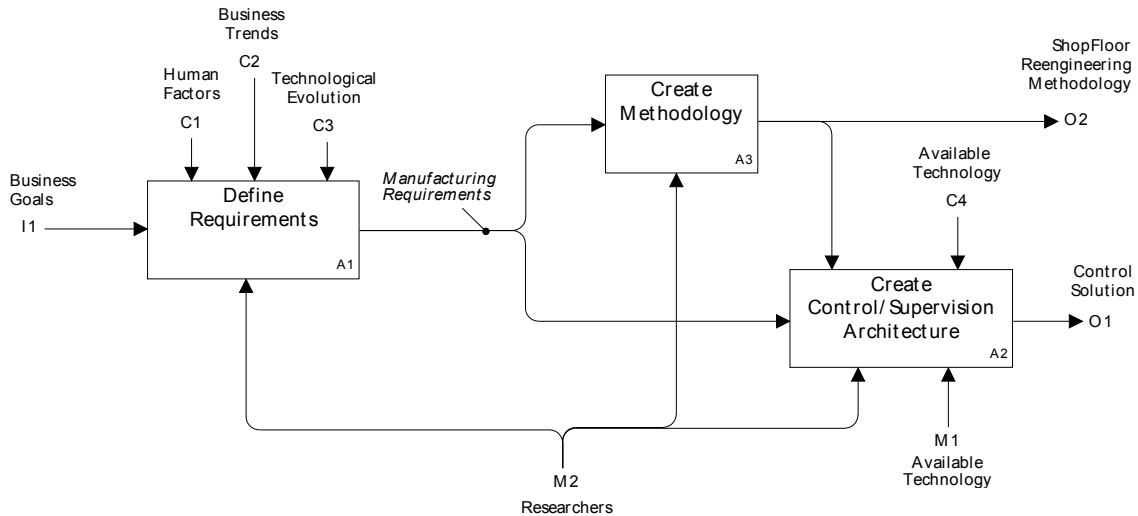 Business
Trends
C2
Human
Factors
C1
Technological
Evolution
C3
Business
Goals
I1
Define
Requirements
A1
Manufacturing
Requirements
Create
Methodology
A3
ShopFloor
Reengineering
Methodology
O2
Available
Technology
C4
Create
Control/Supervision
Architecture
A2
Control
Solution
O1
M2
Researchers
M1
Available
Technology